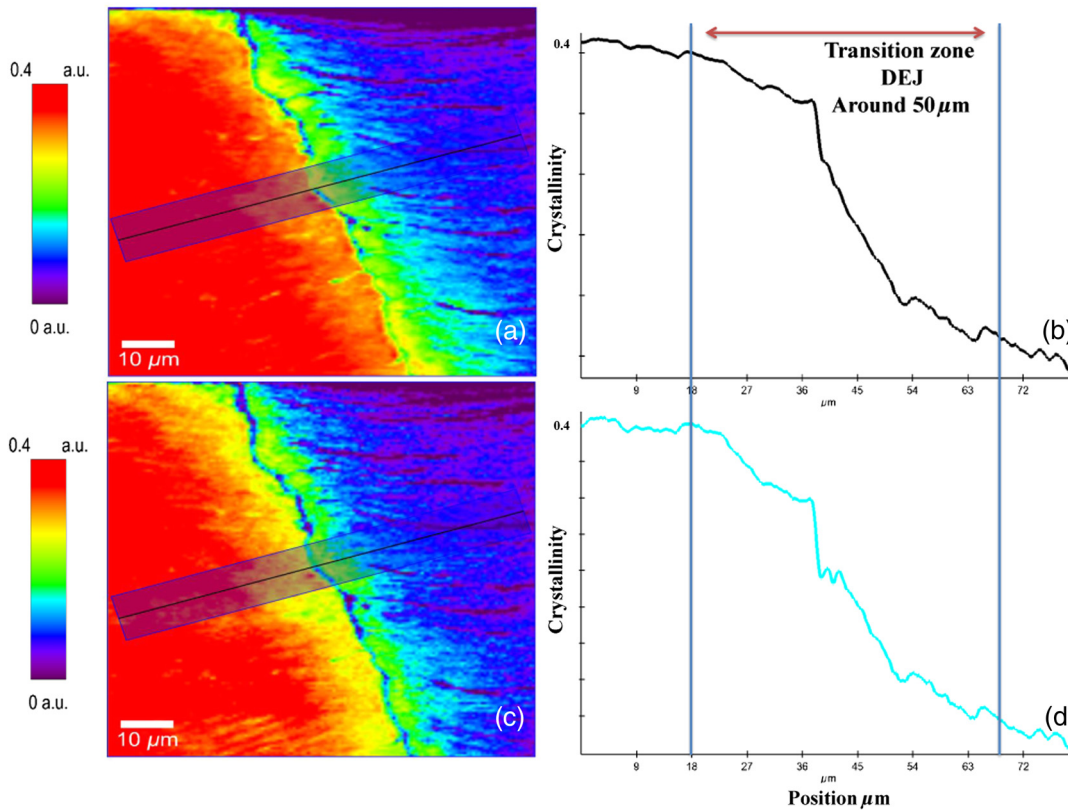 0.4 a.u.
0 a.u.
10 µm
(a)
0.4
Crystallinity
Transition zone
DEJ
Around 50 µm
(b)
9 18 27 36 45 54 63 72
µm
0.4 a.u.
0 a.u.
10 µm
(c)
0.4
Crystallinity
(d)
9 18 27 36 45 54 63 72
µm
Position µm